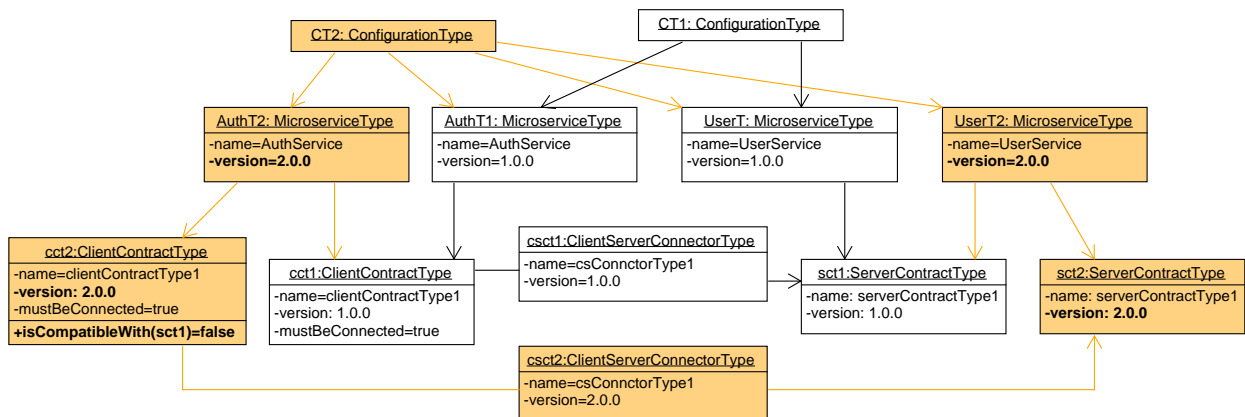 CT2: ConfigurationType
CT1: ConfigurationType
AuthT2: MicroserviceType
-name=AuthService
-version=2.0.0
AuthT1: MicroserviceType
-name=AuthService
-version=1.0.0
UserT: MicroserviceType
-name=UserService
-version=1.0.0
UserT2: MicroserviceType
-name=UserService
-version=2.0.0
cct2:ClientContractType
-name=clientContractType1
-version: 2.0.0
-mustBeConnected=true
+isCompatibleWith(sct1)=false
cct1:ClientContractType
-name=clientContractType1
-version: 1.0.0
-mustBeConnected=true
csct1:ClientServerConnectorType
-name=csConnctorType1
-version=1.0.0
sct1:ServerContractType
-name: serverContractType1
-version: 1.0.0
sct2:ServerContractType
-name: serverContractType1
-version: 2.0.0
csct2:ClientServerConnectorType
-name=csConnctorType1
-version=2.0.0